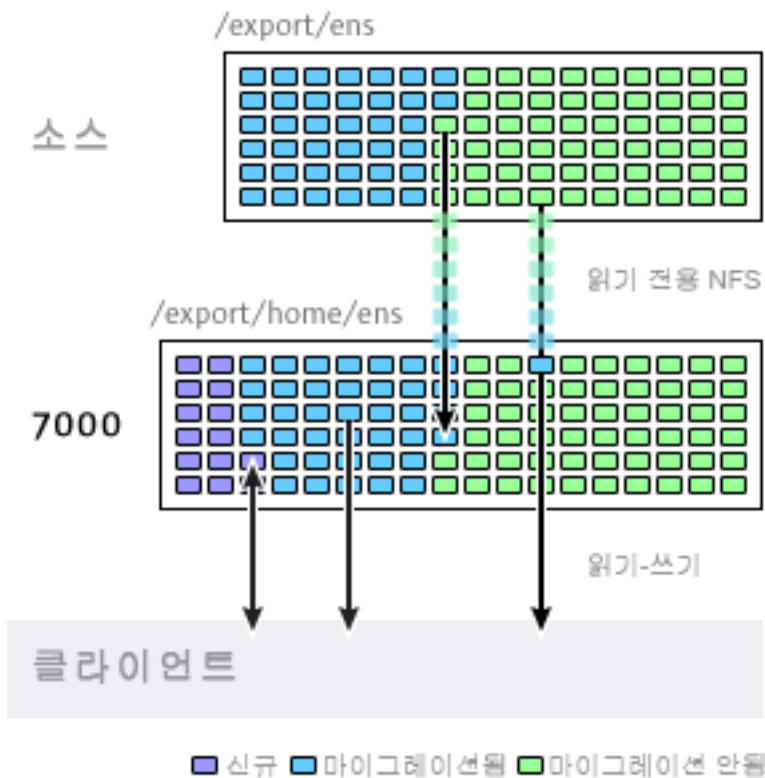 /export/ens
소스
읽기 전용 NFS
/export/home/ens
7000
읽기-쓰기
클라이언트
신규 마이그레이션됨 마이그레이션 안됨